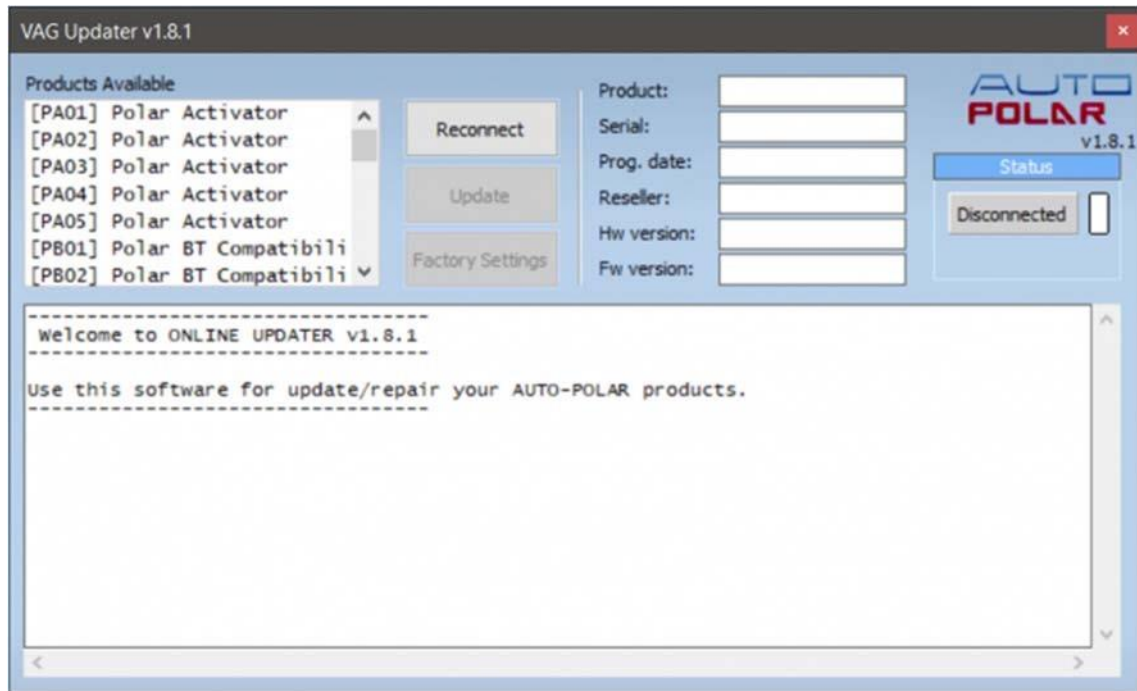 VAG Updater v1.8.1
Products Available
[PA01] Polar Activator
[PA02] Polar Activator
[PA03] Polar Activator
[PA04] Polar Activator
[PA05] Polar Activator
[PB01] Polar BT Compatibili
[PB02] Polar BT Compatibili
Reconnect
Update
Factory Settings
Product:
Serial:
Prog. date:
Reseller:
Hw version:
Fw version:
AUTO
POLAR
v1.8.1
Status
Disconnected
------------------------------------
Welcome to ONLINE UPDATER v1.8.1
------------------------------------
Use this software for update/repair your AUTO-POLAR products.
------------------------------------